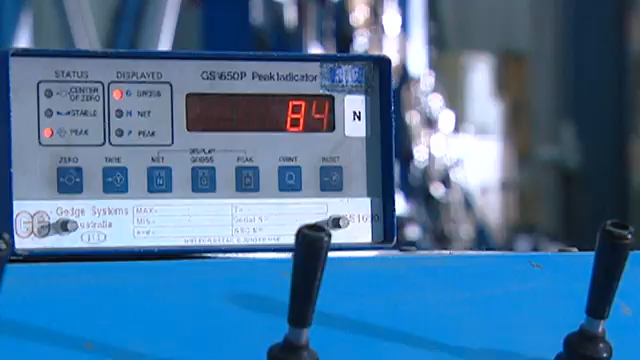 STATUS DISPLAYED GS1650P Peak Indicator
CENTER OF ZERO G GROSS
STABLE N NET
PEAK P PEAK
84
N
DISPLAY
ZERO TARE NET GROSS PEAK PRINT RESET
N G P
GG Gedge Systems
Australia
MAX=